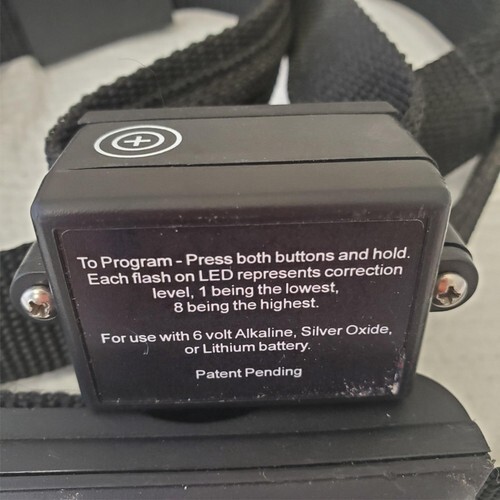 To Program - Press both buttons and hold.
Each flash on LED represents correction
level, 1 being the lowest,
8 being the highest.
For use with 6 volt Alkaline, Silver Oxide,
or Lithium battery.
Patent Pending